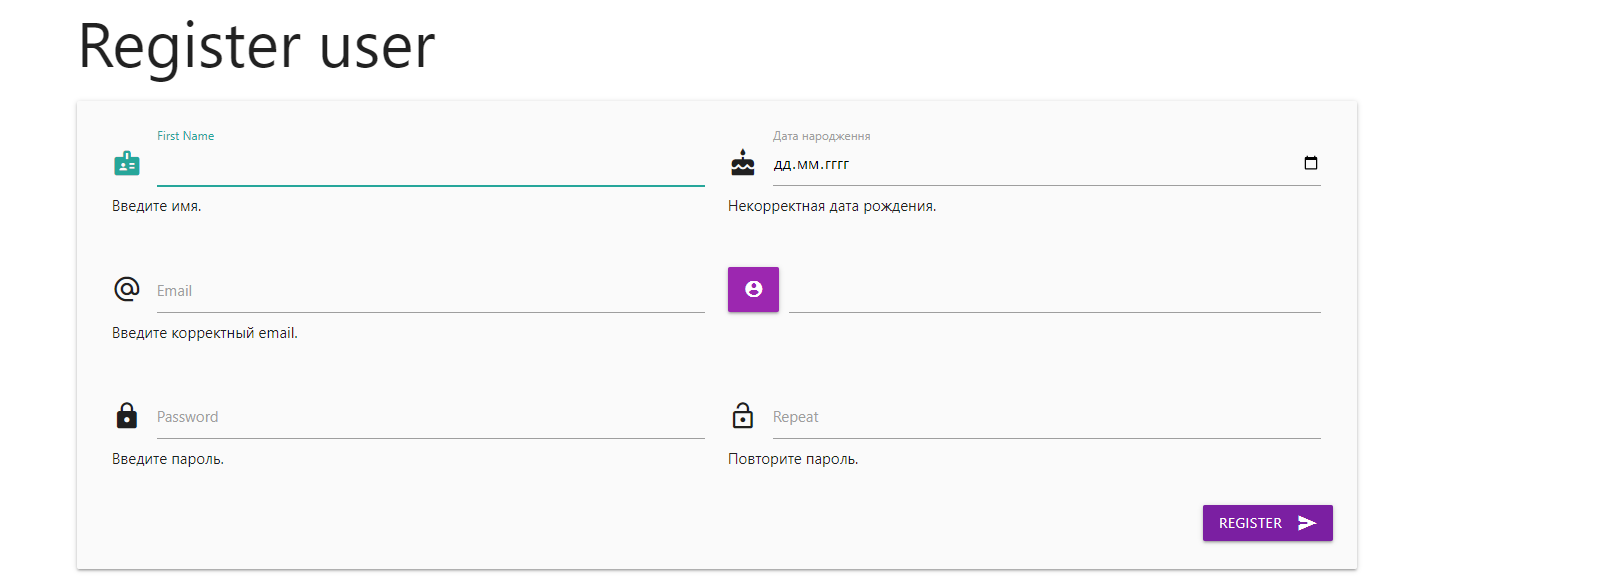 Register user
First Name
Дата народження
дд.мм.гггг
Введите имя.
Некорректная дата рождения.
Email
Введите корректный email.
Password
Repeat
Введите пароль.
Повторите пароль.
REGISTER